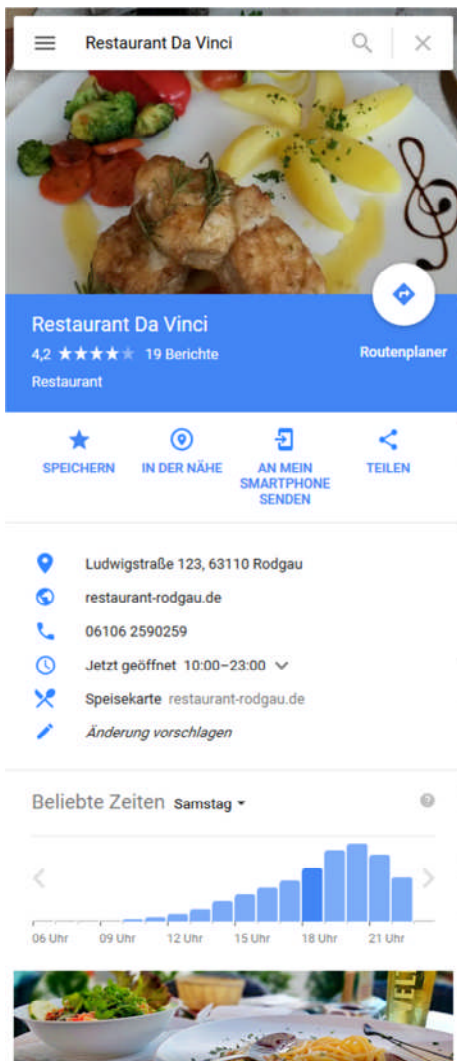 Restaurant Da Vinci
Restaurant Da Vinci
4,2 19 Berichte
Routenplaner
Restaurant
SPEICHERN
IN DER NÄHE
AN MEIN
SMARTPHONE
SENDEN
TEILEN
Ludwigstraße 123, 63110 Rodgau
restaurant-rodgau.de
06106 2590259
Jetzt geöffnet 10:00–23:00
Speisekarte restaurant-rodgau.de
Änderung vorschlagen
Beliebte Zeiten Samstag
06 Uhr 09 Uhr 12 Uhr 15 Uhr 18 Uhr 21 Uhr